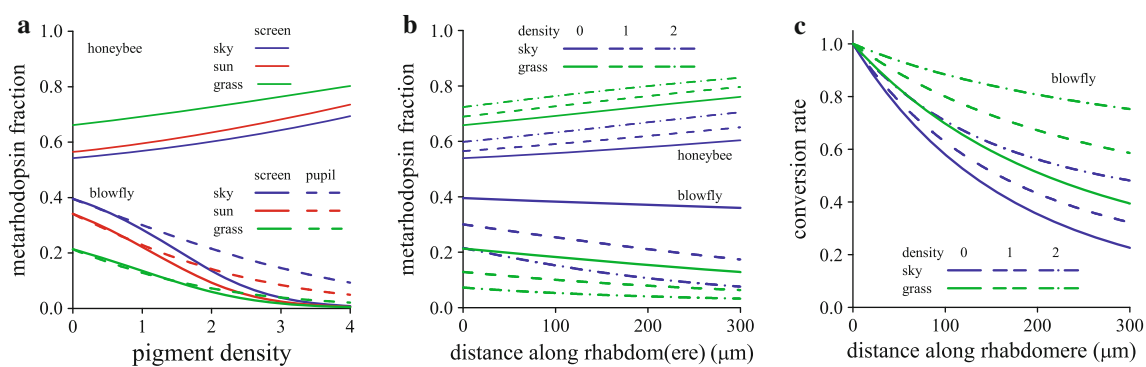 a
metarhodopsin fraction
1.0
0.8
0.6
0.4
0.2
0.0
honeybee
screen
sky
sun
grass
blowfly
screen pupil
sky
sun
grass
0 1 2 3 4
pigment density
b
metarhodopsin fraction
1.0
0.8
0.6
0.4
0.2
0.0
density 0 1 2
sky
grass
honeybee
blowfly
0 100 200 300
distance along rhabdom(ere) (μm)
c
conversion rate
1.0
0.8
0.6
0.4
0.2
0.0
blowfly
density 0 1 2
sky
grass
0 100 200 300
distance along rhabdomere (μm)